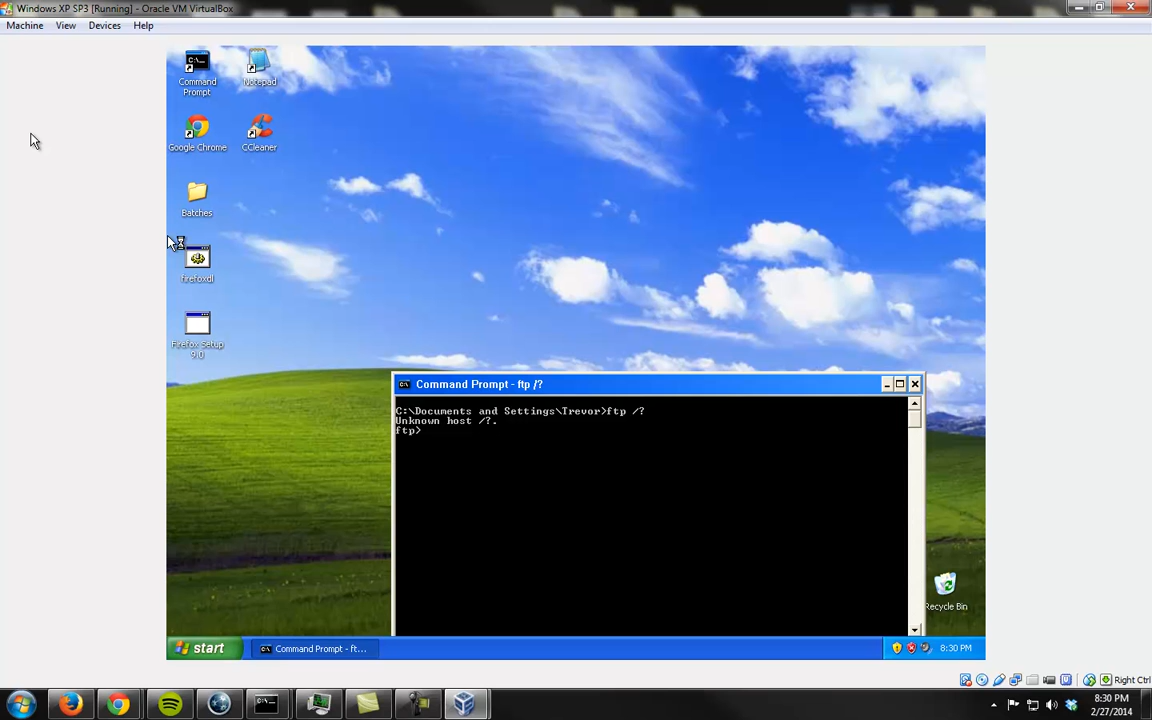 Windows XP SP3 [Running] - Oracle VM VirtualBox
Machine View Devices Help
Command
Prompt
Notepad
Google Chrome
CCleaner
Batches
firefoxdl
Firefox Setup
9.0
Command Prompt - ftp /?
C:\Documents and Settings\Trevor>ftp /?
Unknown host /?.
ftp>
Recycle Bin
start
Command Prompt - ft...
8:30 PM
Right Ctrl
8:30 PM
2/27/2014